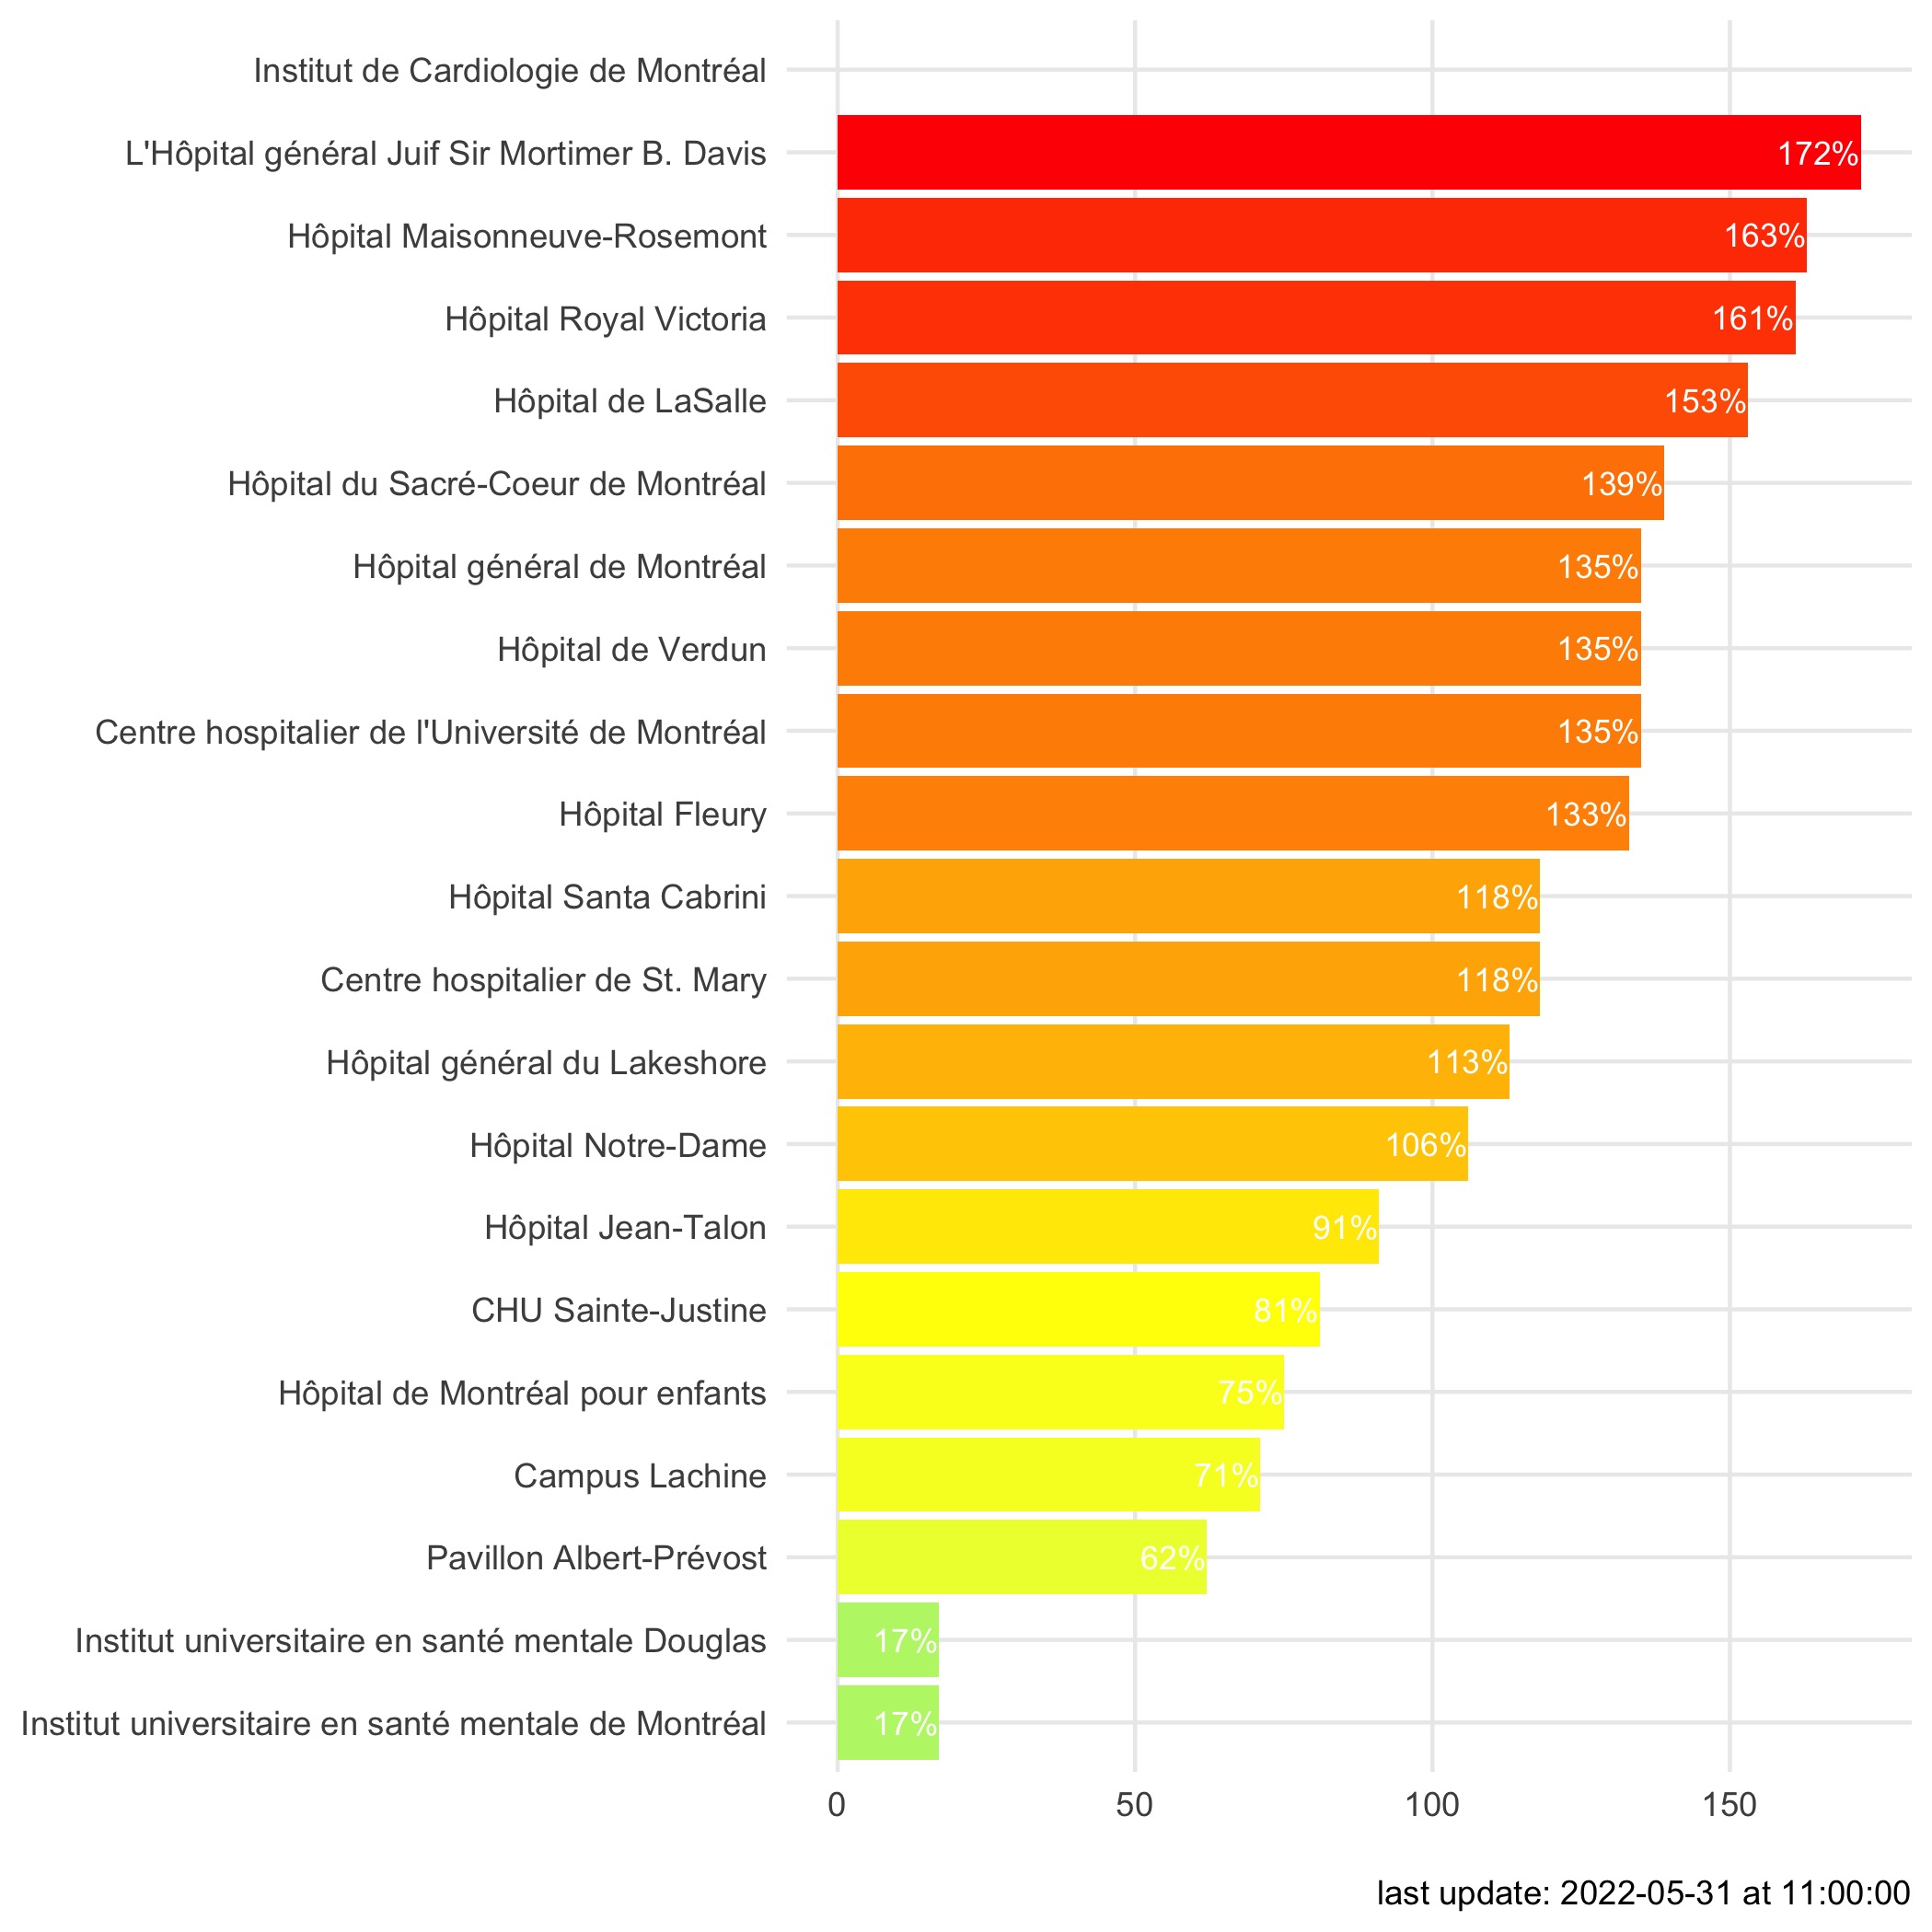 Institut de Cardiologie de Montréal
L'Hôpital général Juif Sir Mortimer B. Davis 172%
Hôpital Maisonneuve-Rosemont 163%
Hôpital Royal Victoria 161%
Hôpital de LaSalle 153%
Hôpital du Sacré-Coeur de Montréal 139%
Hôpital général de Montréal 135%
Hôpital de Verdun 135%
Centre hospitalier de l'Université de Montréal 135%
Hôpital Fleury 133%
Hôpital Santa Cabrini 118%
Centre hospitalier de St. Mary 118%
Hôpital général du Lakeshore 113%
Hôpital Notre-Dame 106%
Hôpital Jean-Talon 91%
CHU Sainte-Justine 81%
Hôpital de Montréal pour enfants 75%
Campus Lachine 71%
Pavillon Albert-Prévost 62%
Institut universitaire en santé mentale Douglas 17%
Institut universitaire en santé mentale de Montréal 17%
0 50 100 150
last update: 2022-05-31 at 11:00:00